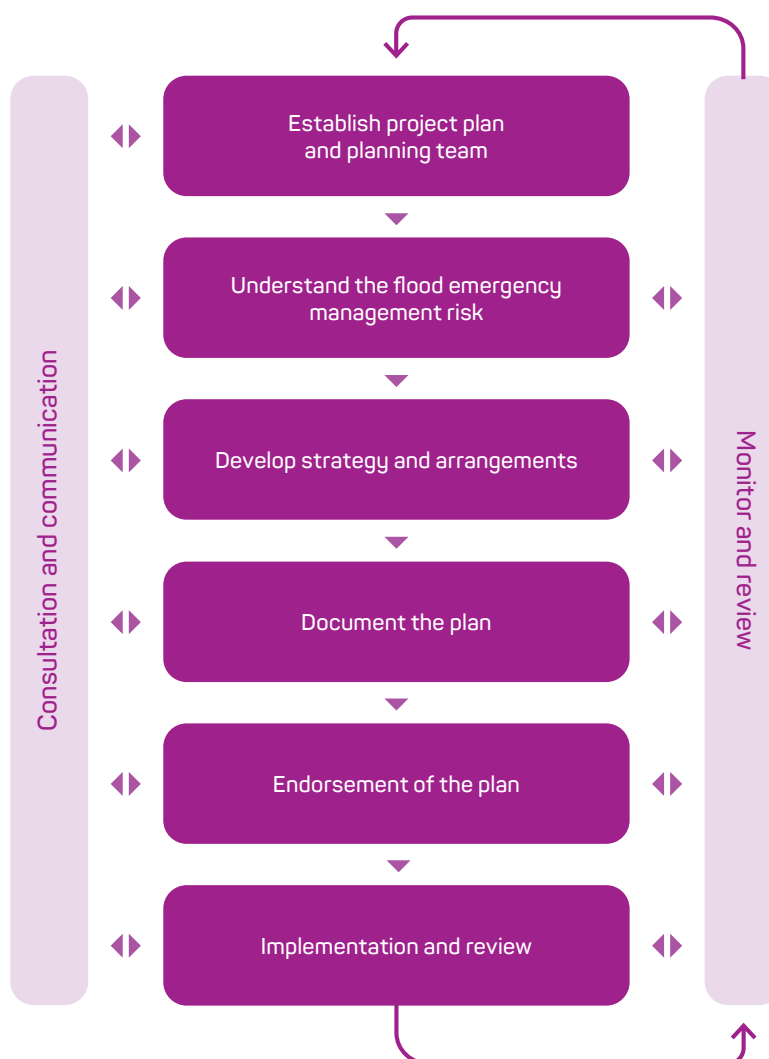 Establish project plan
and planning team
Understand the flood emergency
management risk
Develop strategy and arrangements
Document the plan
Endorsement of the plan
Implementation and review
Consultation and communication
Monitor and review